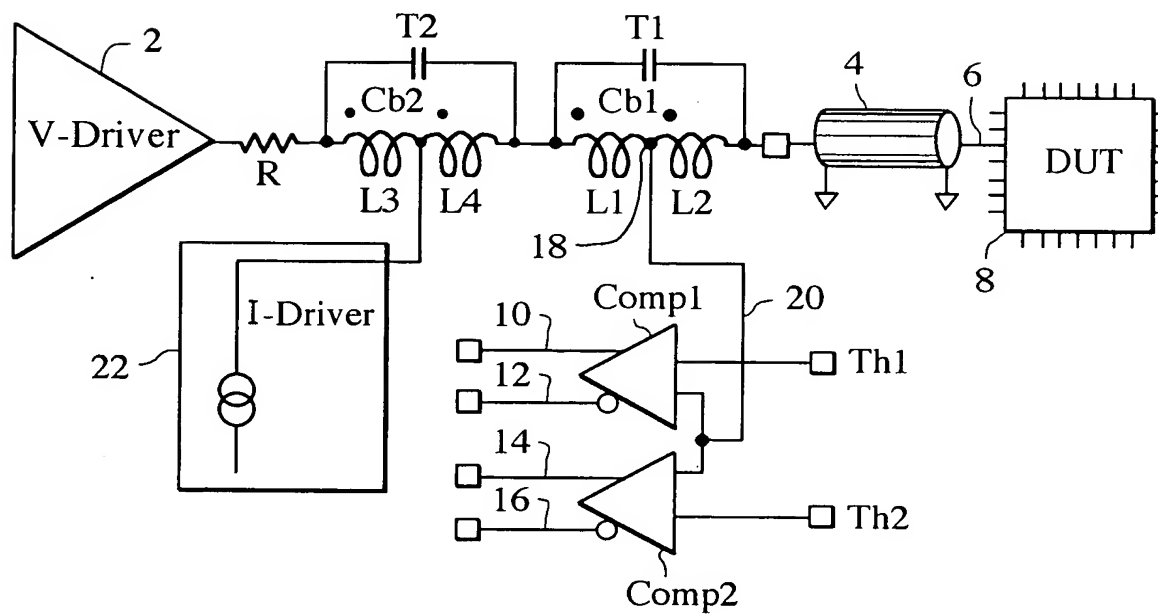 T2
T1
2
4
6
Cb2
Cb1
V-Driver
DUT
R
L3
L4
L1
L2
18
8
Comp1
20
I-Driver
10
Th1
22
12
14
16
Th2
Comp2